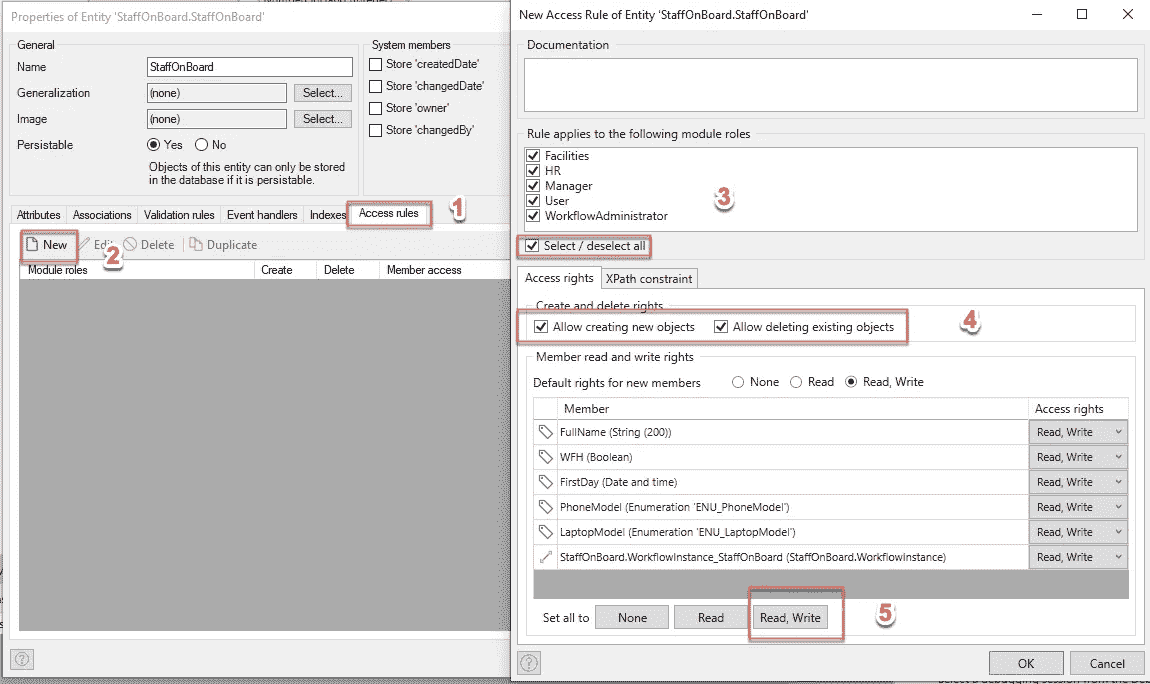 Properties of Entity 'StaffOnBoard.StaffOnBoard'
General
Name StaffOnBoard
Generalization (none) Select...
Image (none) Select...
Persistable Yes No
Objects of this entity can only be stored
in the database if it is persistable.
System members
Store 'createdDate'
Store 'changedDate'
Store 'owner'
Store 'changedBy'
Attributes Associations Validation rules Event handlers Indexes Access rules 1
New Edit Delete Duplicate
2
Module roles Create Delete Member access
New Access Rule of Entity 'StaffOnBoard.StaffOnBoard'
Documentation
Rule applies to the following module roles
Facilities
HR
Manager
User
WorkflowAdministrator
3
Select / deselect all
Access rights XPath constraint
Create and delete rights
Allow creating new objects Allow deleting existing objects
4
Member read and write rights
Default rights for new members None Read Read, Write
Member Access rights
FullName (String (200)) Read, Write
WFH (Boolean) Read, Write
FirstDay (Date and time) Read, Write
PhoneModel (Enumeration 'ENU_PhoneModel') Read, Write
LaptopModel (Enumeration 'ENU_LaptopModel') Read, Write
StaffOnBoard.WorkflowInstance_StaffOnBoard (StaffOnBoard.WorkflowInstance) Read, Write
Set all to None Read Read, Write 5
OK Cancel